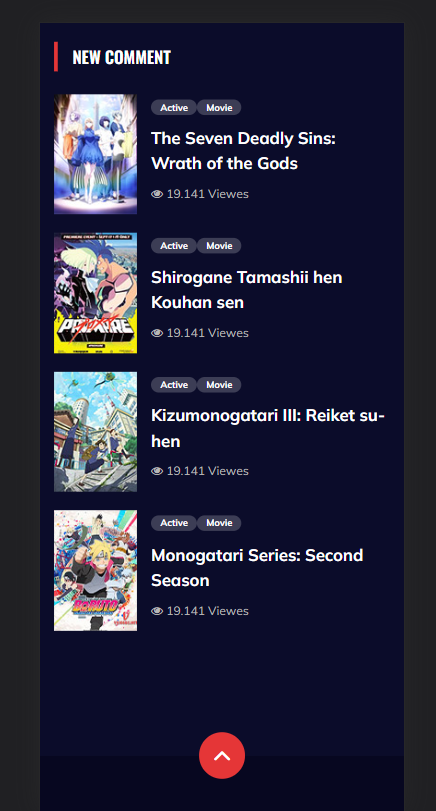 NEW COMMENT
Active Movie
The Seven Deadly Sins:
Wrath of the Gods
19.141 Viewes
Active Movie
Shirogane Tamashii hen
Kouhan sen
19.141 Viewes
PROMARE
Active Movie
Kizumonogatari III: Reiket su-
hen
19.141 Viewes
Active Movie
Monogatari Series: Second
Season
19.141 Viewes
BORUTO